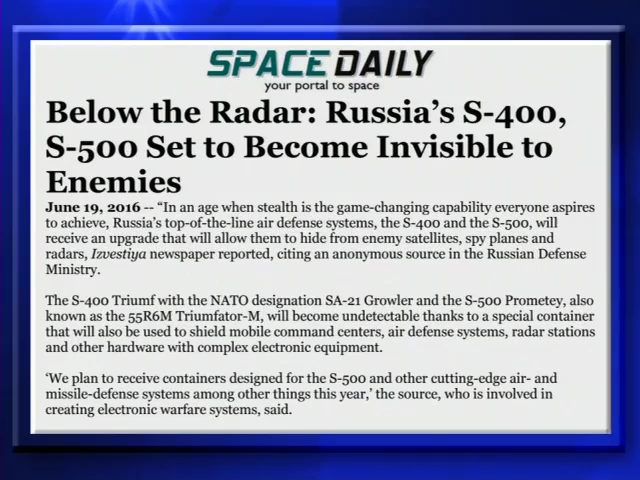 SPACE DAILY
your portal to space
Below the Radar: Russia's S-400,
S-500 Set to Become Invisible to
Enemies
June 19, 2016 -- “In an age when stealth is the game-changing capability everyone aspires
to achieve, Russia's top-of-the-line air defense systems, the S-400 and the S-500, will
receive an upgrade that will allow them to hide from enemy satellites, spy planes and
radars, Izvestiya newspaper reported, citing an anonymous source in the Russian Defense
Ministry.
The S-400 Triumf with the NATO designation SA-21 Growler and the S-500 Prometey, also
known as the 55R6M Triumfator-M, will become undetectable thanks to a special container
that will also be used to shield mobile command centers, air defense systems, radar stations
and other hardware with complex electronic equipment.
‘We plan to receive containers designed for the S-500 and other cutting-edge air- and
missile-defense systems among other things this year,’ the source, who is involved in
creating electronic warfare systems, said.